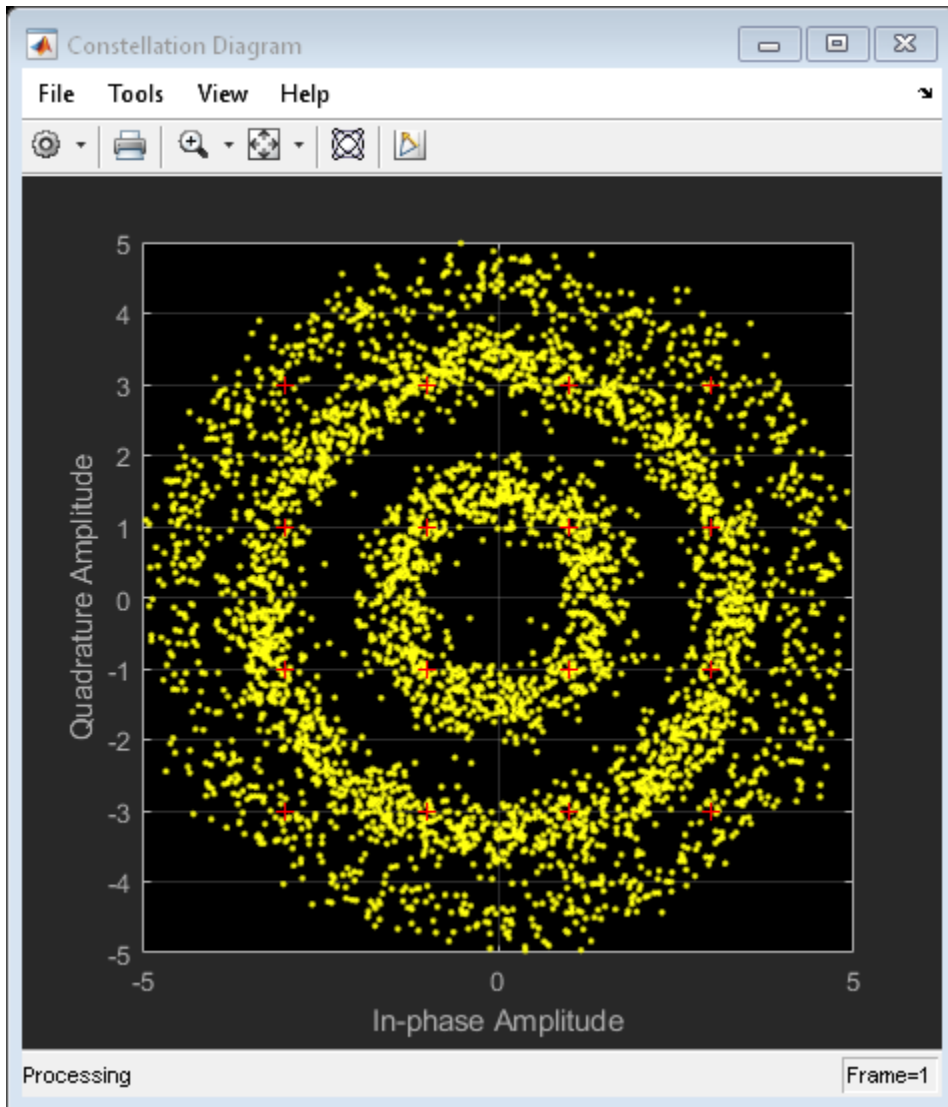 Constellation Diagram
File Tools View Help
5
4
3
2
1
0
-1
-2
-3
-4
-5
Quadrature Amplitude
-5 0 5
In-phase Amplitude
Processing Frame=1